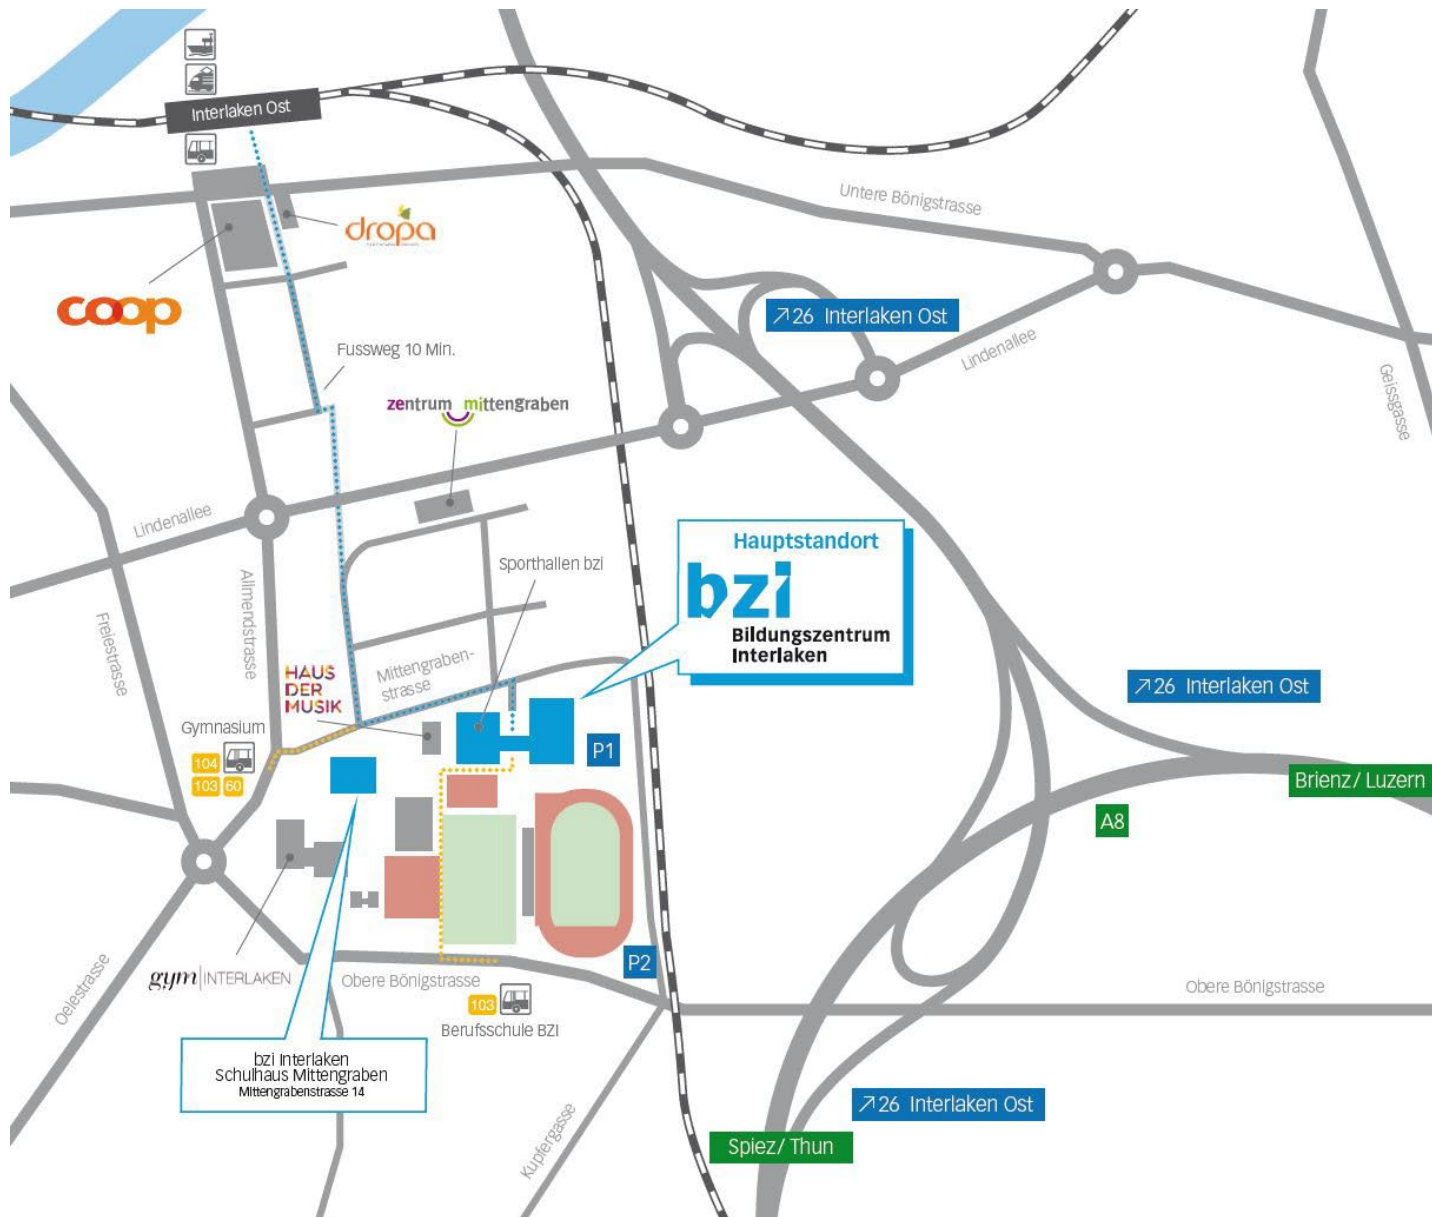 Interlaken Ost
dropa
coop
Untere Bönigstrasse
↗26 Interlaken Ost
Lindenallee
Geissgasse
Fussweg 10 Min.
zentrum mittengraben
Lindenallee
Allmendstrasse
Freiestrasse
Sporthallen bzi
Hauptstandort
bzi
Bildungszentrum
Interlaken
Mittengraben-
strasse
HAUS
DER
MUSIK
↗26 Interlaken Ost
Gymnasium
104
103 60
P1
Brienz/ Luzern
A8
gym INTERLAKEN
Oelestrasse
Obere Bönigstrasse
P2
Obere Bönigstrasse
103
Berufsschule BZI
bzi Interlaken
Schulhaus Mittengraben
Mittengrabenstrasse 14
Kupfergasse
↗26 Interlaken Ost
Spiez/ Thun